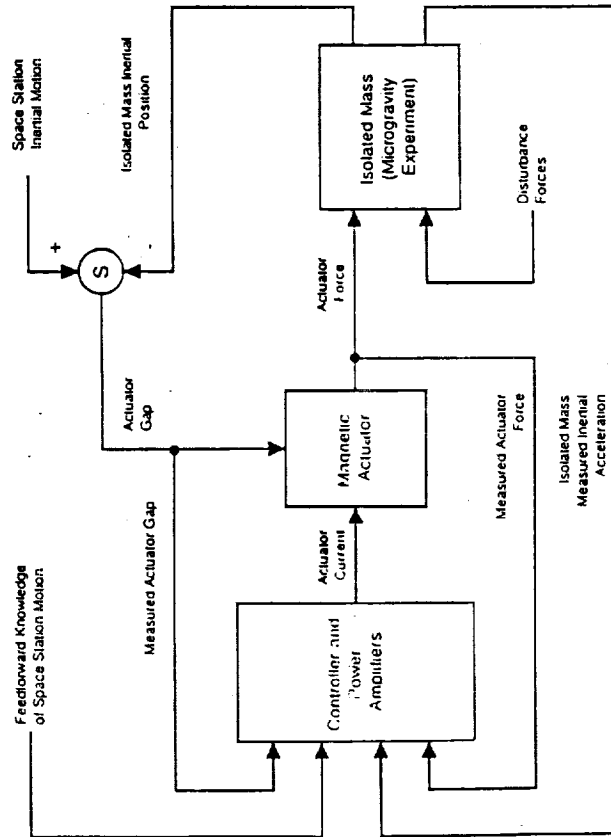 Feedforward Knowledge
of Space Station Motion
Space Station
Inertial Motion
+
-
S
Isolated Mass Inertial
Position
Actuator
Gap
Measured Actuator Gap
Controller and
Power
Amplifiers
Actuator
Current
Magnetic
Actuator
Actuator
Force
Isolated Mass
(Microgravity
Experiment)
Disturbance
Forces
Measured Actuator
Force
Isolated Mass
Measured Inertial
Acceleration